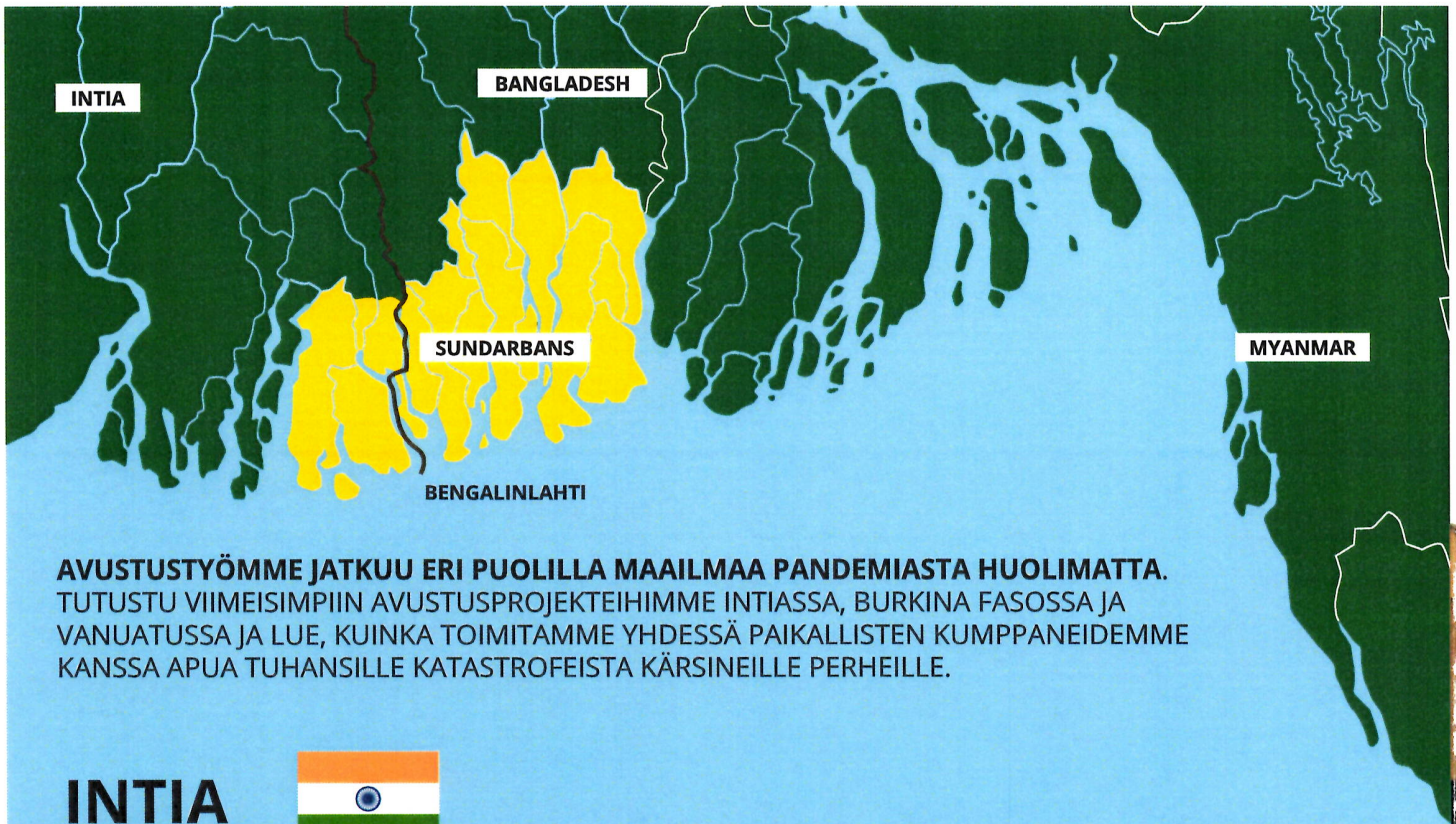 INTIA
BANGLADESH
SUNDARBANS
MYANMAR
BENGALINLAHTI
AVUSTUSTYÖMME JATKUU ERI PUOLILLA MAAILMAA PANDEMIASTA HUOLIMATTA.
TUTUSTU VIIMEISIMPIIN AVUSTUSPROJEKTEIHIMME INTIASSA, BURKINA FASOSSA JA
VANUATUSSA JA LUE, KUINKA TOIMITAMME YHDESSÄ PAIKALLISTEN KUMPPANEIDEMME
KANSSA APUA TUHANSILLE KATASTROFEISTA KÄRSINEILLE PERHEILLE.
INTIA